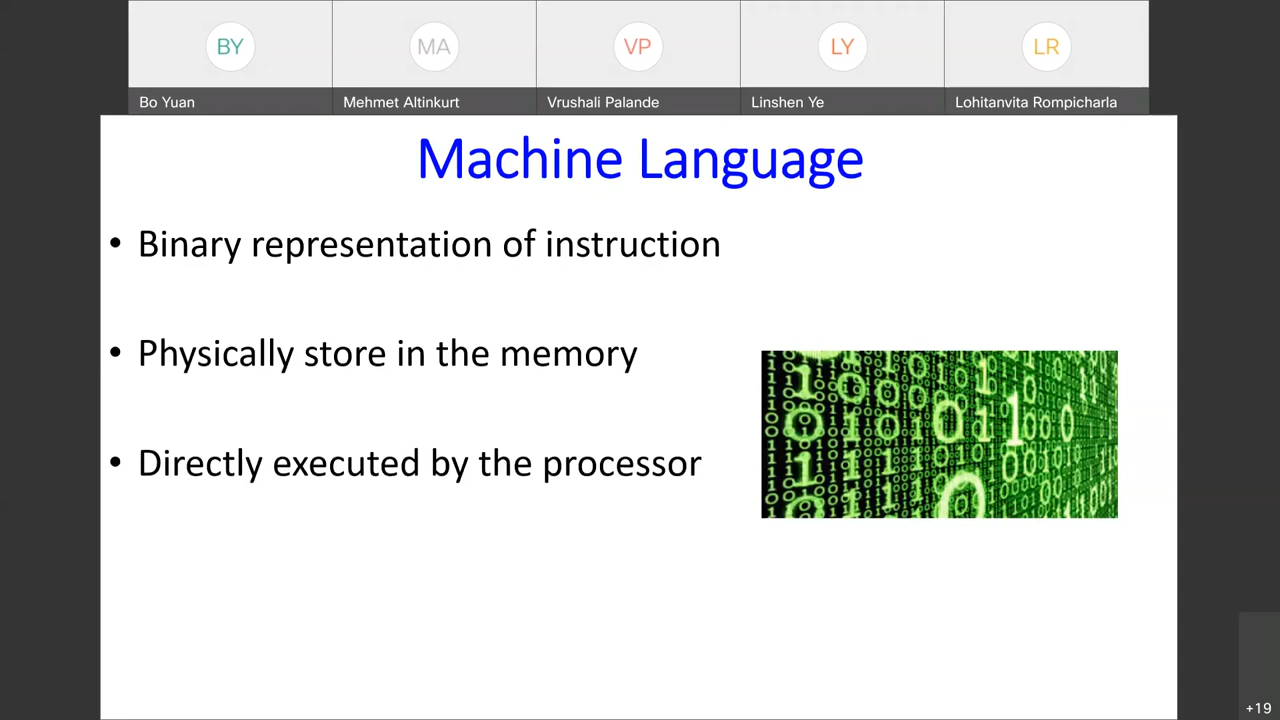 BY
MA
VP
LY
LR
Bo Yuan
Mehmet Altinkurt
Vrushali Palande
Linshen Ye
Lohitanvita Rompicharla
Machine Language
• Binary representation of instruction
• Physically store in the memory
• Directly executed by the processor
+19